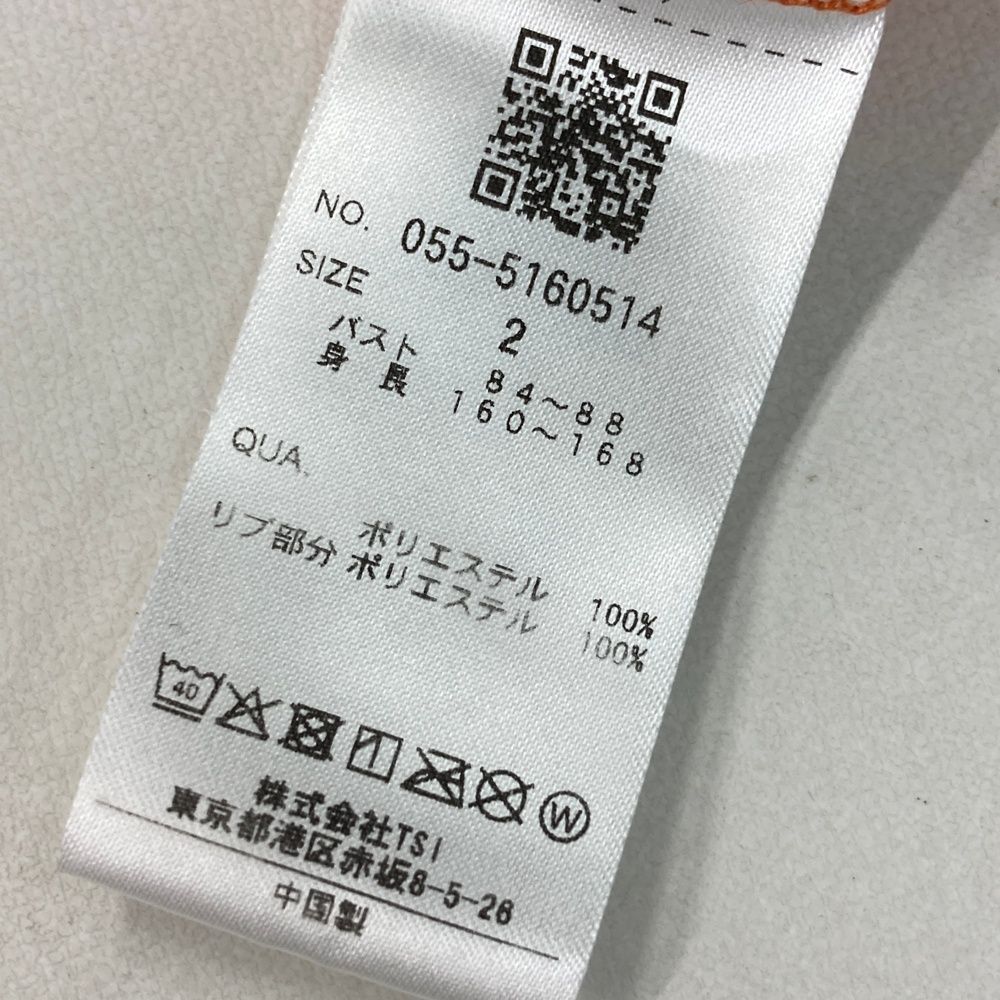 NO. 055-5160514
SIZE 2
バスト 84～88
身長 160～168
QUA.
ポリエステル 100%
リブ部分 ポリエステル 100%
40
W
株式会社TSI
東京都港区赤坂8-5-26
中国製